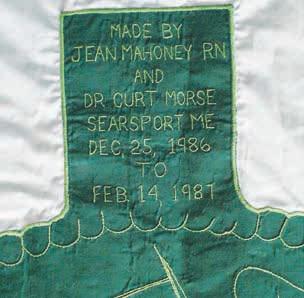 MADE BY
JEAN MAHONEY RN
AND
DR CURT MORSE
SEARSPORT ME
DEC. 25, 1986
TO
FEB. 14, 1987